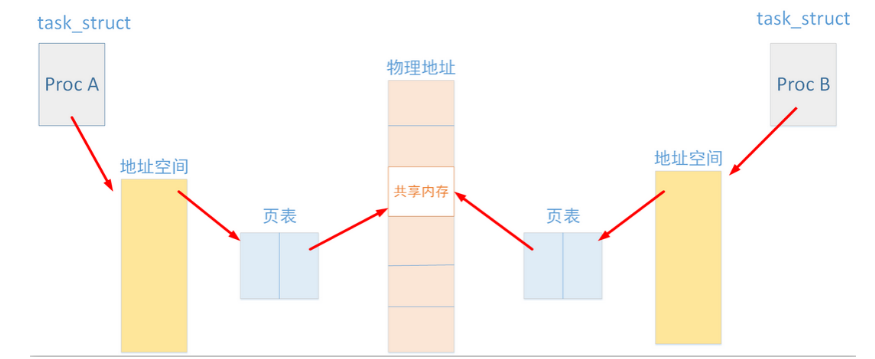 task_struct
task_struct
Proc A
物理地址
Proc B
地址空间
地址空间
共享内存
页表
页表